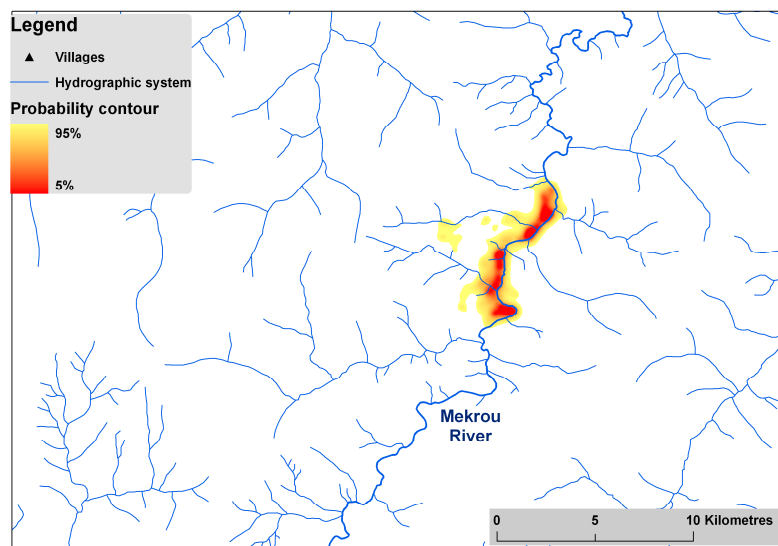 Legend
Villages
Hydrographic system
Probability contour
95%
5%
Mekrou
River
0 5 10 Kilometres